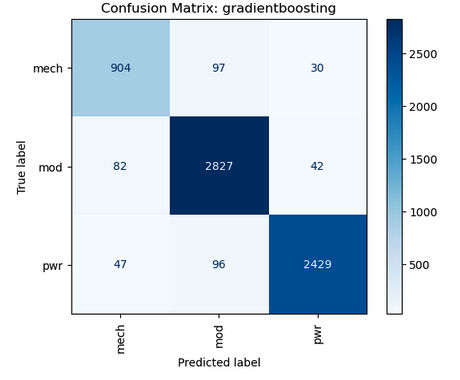 Confusion Matrix: gradientboosting
mech 904 97 30
mod 82 2827 42
pwr 47 96 2429
mech mod pwr
Predicted label
True label
2500
2000
1500
1000
500